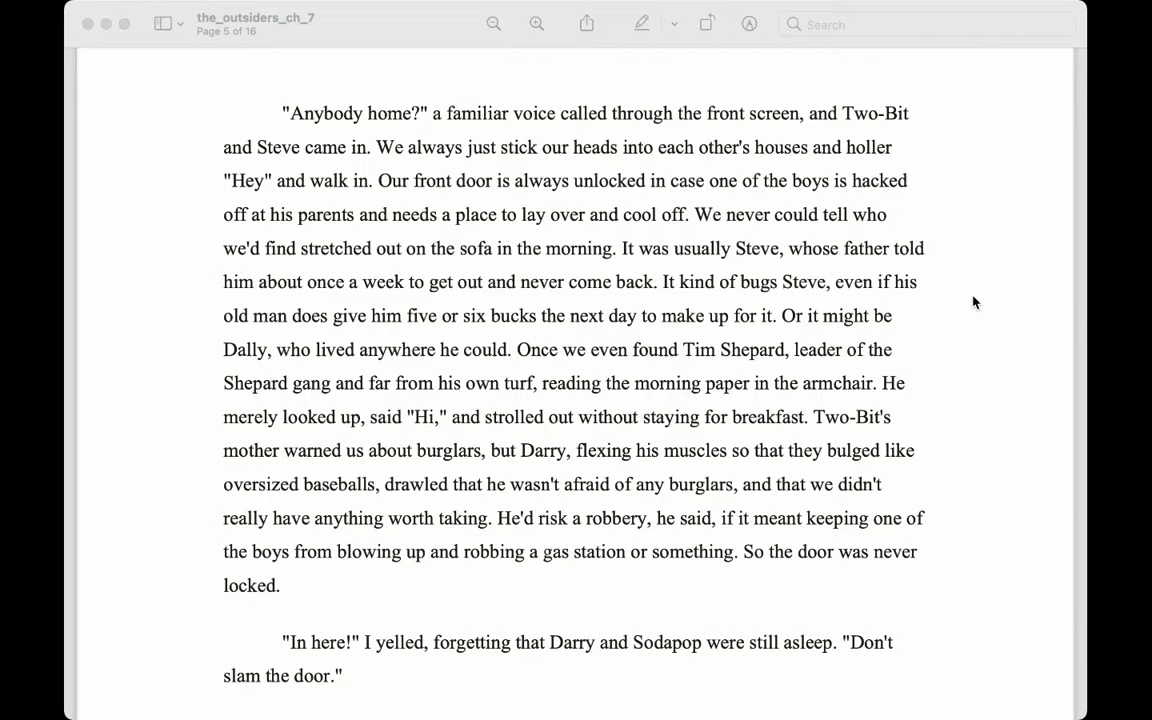 the_outsiders_ch_7
Page 5 of 16
Search
"Anybody home?" a familiar voice called through the front screen, and Two-Bit
and Steve came in. We always just stick our heads into each other's houses and holler
"Hey" and walk in. Our front door is always unlocked in case one of the boys is hacked
off at his parents and needs a place to lay over and cool off. We never could tell who
we'd find stretched out on the sofa in the morning. It was usually Steve, whose father told
him about once a week to get out and never come back. It kind of bugs Steve, even if his
old man does give him five or six bucks the next day to make up for it. Or it might be
Dally, who lived anywhere he could. Once we even found Tim Shepard, leader of the
Shepard gang and far from his own turf, reading the morning paper in the armchair. He
merely looked up, said "Hi," and strolled out without staying for breakfast. Two-Bit's
mother warned us about burglars, but Darry, flexing his muscles so that they bulged like
oversized baseballs, drawled that he wasn't afraid of any burglars, and that we didn't
really have anything worth taking. He'd risk a robbery, he said, if it meant keeping one of
the boys from blowing up and robbing a gas station or something. So the door was never
locked.
"In here!" I yelled, forgetting that Darry and Sodapop were still asleep. "Don't
slam the door."